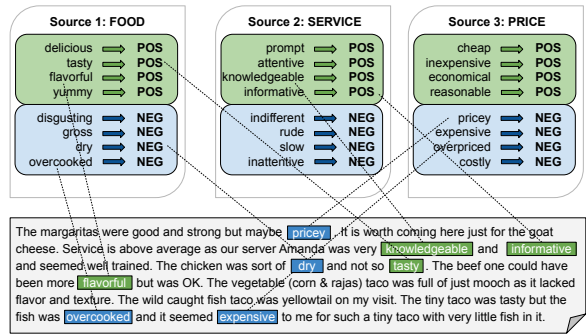 Source 1: FOOD
delicious POS
tasty POS
flavorful POS
yummy POS
disgusting NEG
gross NEG
dry NEG
overcooked NEG
Source 2: SERVICE
prompt POS
attentive POS
knowledgeable POS
informative POS
indifferent NEG
rude NEG
slow NEG
inattentive NEG
Source 3: PRICE
cheap POS
inexpensive POS
economical POS
reasonable POS
pricey NEG
expensive NEG
overpriced NEG
costly NEG
The margaritas were good and strong but maybe pricey . It is worth coming here just for the goat
cheese. Service is above average as our server Amanda was very knowledgeable and informative
and seemed well trained. The chicken was sort of dry and not so tasty . The beef one could have
been more flavorful but was OK. The vegetable (corn & rajas) taco was full of just mooch as it lacked
flavor and texture. The wild caught fish taco was yellowtail on my visit. The tiny taco was tasty but the
fish was overcooked and it seemed expensive to me for such a tiny taco with very little fish in it.